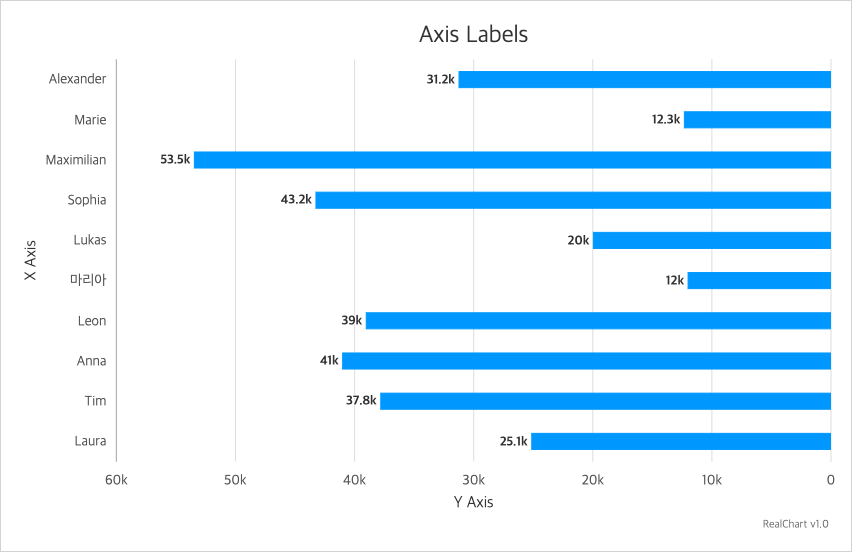 Axis Labels
Alexander
31.2k
Marie
12.3k
Maximilian
53.5k
Sophia
43.2k
Lukas
20k
마리아
12k
Leon
39k
Anna
41k
Tim
37.8k
Laura
25.1k
X Axis
60k 50k 40k 30k 20k 10k 0
Y Axis
RealChart v1.0